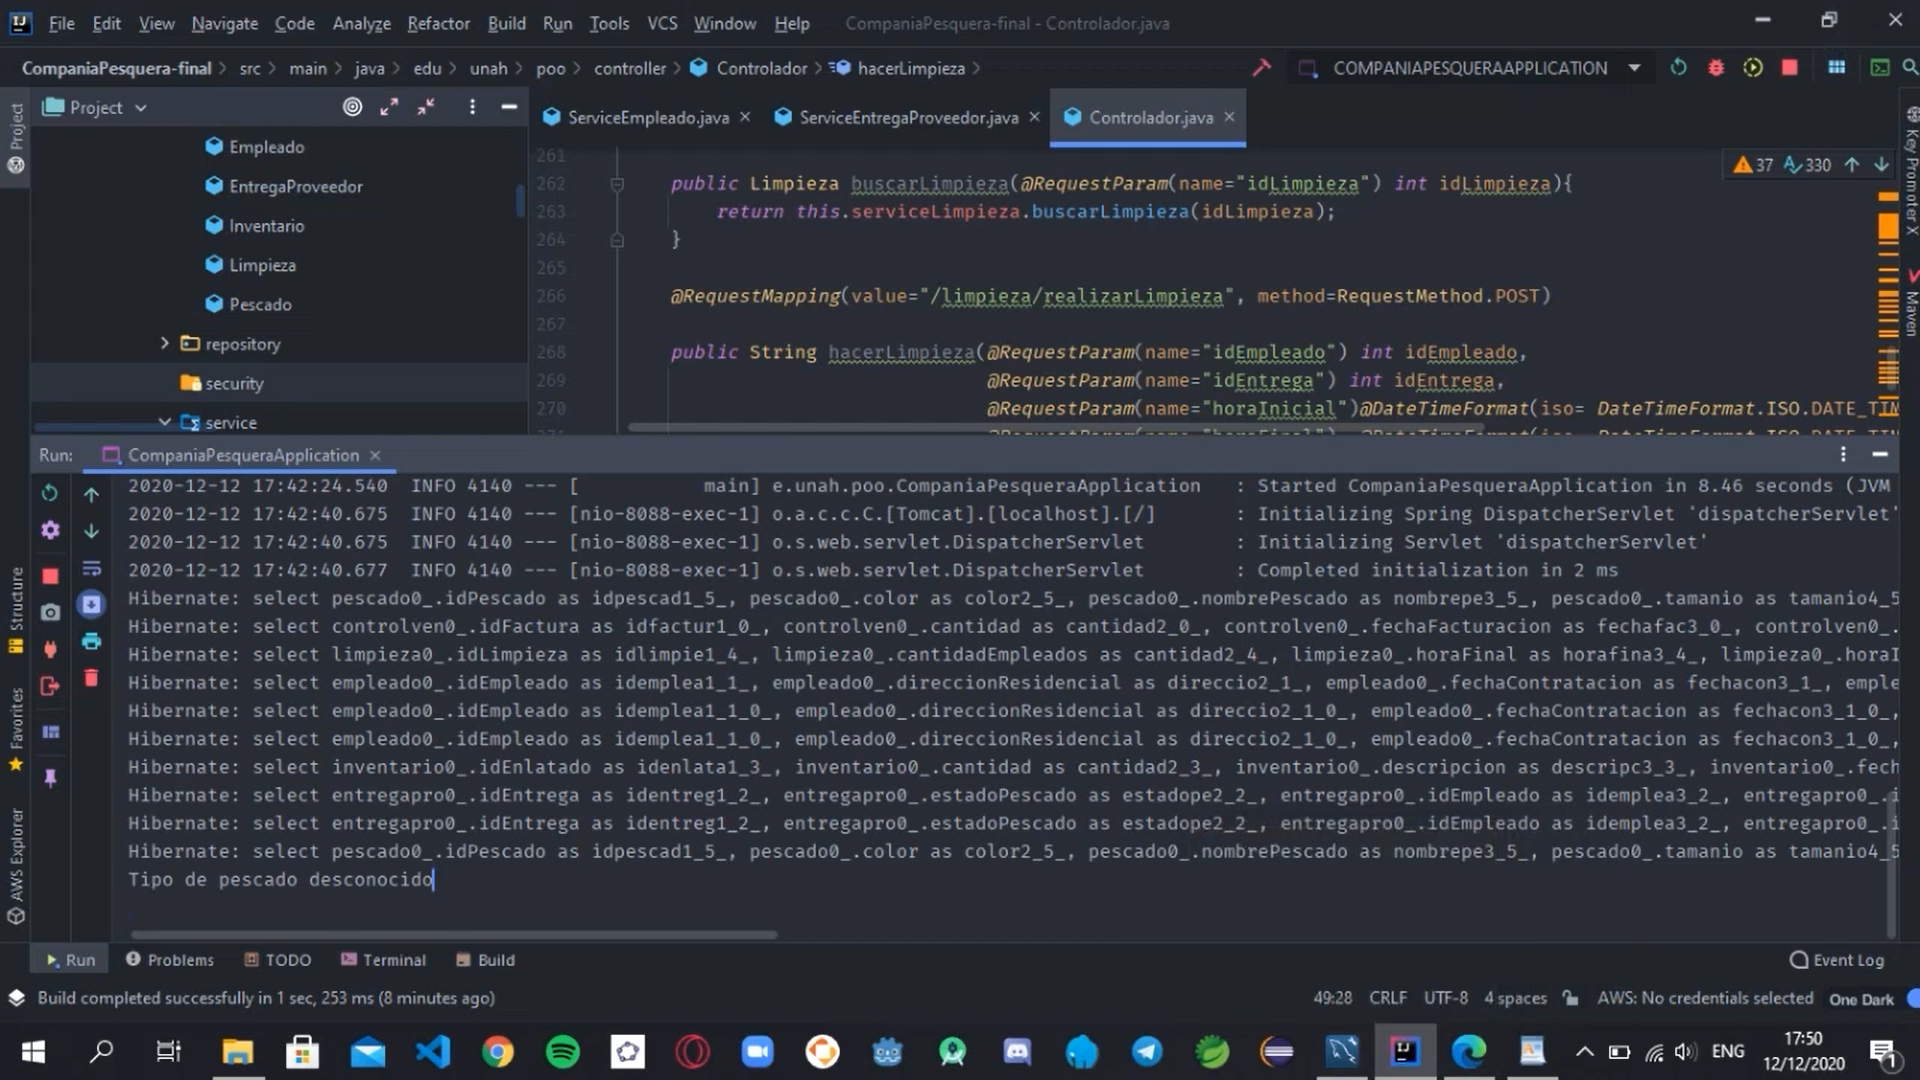 File Edit View Navigate Code Analyze Refactor Build Run Tools VCS Window Help CompaniaPesquera-final - Controlador.java
CompaniaPesquera-final src main java edu unah poo controller Controlador hacerLimpieza COMPANIAPESQUERAAPPLICATION
Project
ServiceEmpleado.java ServiceEntregaProveedor.java Controlador.java
Project
Empleado
EntregaProveedor
Inventario
Limpieza
Pescado
repository
security
service
37 330
261
262 public Limpieza buscarLimpieza(@RequestParam(name="idLimpieza") int idLimpieza){
263 return this.serviceLimpieza.buscarLimpieza(idLimpieza);
264 }
265
266 @RequestMapping(value="/limpieza/realizarLimpieza", method=RequestMethod.POST)
267
268 public String hacerLimpieza(@RequestParam(name="idEmpleado") int idEmpleado,
269 @RequestParam(name="idEntrega") int idEntrega,
270 @RequestParam(name="horaInicial")@DateTimeFormat(iso= DateTimeFormat.ISO.DATE_TIM
Key Promoter X
Maven
Run: CompaniaPesqueraApplication
2020-12-12 17:42:24.540 INFO 4140 --- [ main] e.unah.poo.CompaniaPesqueraApplication : Started CompaniaPesqueraApplication in 8.46 seconds (JVM
2020-12-12 17:42:40.675 INFO 4140 --- [nio-8088-exec-1] o.a.c.c.C.[Tomcat].[localhost].[/] : Initializing Spring DispatcherServlet 'dispatcherServlet'
2020-12-12 17:42:40.675 INFO 4140 --- [nio-8088-exec-1] o.s.web.servlet.DispatcherServlet : Initializing Servlet 'dispatcherServlet'
2020-12-12 17:42:40.677 INFO 4140 --- [nio-8088-exec-1] o.s.web.servlet.DispatcherServlet : Completed initialization in 2 ms
Hibernate: select pescado0_.idPescado as idpescad1_5_, pescado0_.color as color2_5_, pescado0_.nombrePescado as nombrepe3_5_, pescado0_.tamanio as tamanio4_5
Hibernate: select controlven0_.idFactura as idfactur1_0_, controlven0_.cantidad as cantidad2_0_, controlven0_.fechaFacturacion as fechafac3_0_, controlven0_.
Hibernate: select limpieza0_.idLimpieza as idlimpie1_4_, limpieza0_.cantidadEmpleados as cantidad2_4_, limpieza0_.horaFinal as horafina3_4_, limpieza0_.horaI
Hibernate: select empleado0_.idEmpleado as idemplea1_1_, empleado0_.direccionResidencial as direccio2_1_, empleado0_.fechaContratacion as fechacon3_1_, emple
Hibernate: select empleado0_.idEmpleado as idemplea1_1_0_, empleado0_.direccionResidencial as direccio2_1_0_, empleado0_.fechaContratacion as fechacon3_1_0_,
Hibernate: select empleado0_.idEmpleado as idemplea1_1_0_, empleado0_.direccionResidencial as direccio2_1_0_, empleado0_.fechaContratacion as fechacon3_1_0_,
Hibernate: select inventario0_.idEnlatado as idenlata1_3_, inventario0_.cantidad as cantidad2_3_, inventario0_.descripcion as descripc3_3_, inventario0_.fech
Hibernate: select entregapro0_.idEntrega as identreg1_2_, entregapro0_.estadoPescado as estadope2_2_, entregapro0_.idEmpleado as idemplea3_2_, entregapro0_.i
Hibernate: select entregapro0_.idEntrega as identreg1_2_, entregapro0_.estadoPescado as estadope2_2_, entregapro0_.idEmpleado as idemplea3_2_, entregapro0_.i
Hibernate: select pescado0_.idPescado as idpescad1_5_, pescado0_.color as color2_5_, pescado0_.nombrePescado as nombrepe3_5_, pescado0_.tamanio as tamanio4_5
Tipo de pescado desconocido
Structure
Favorites
AWS Explorer
Run Problems TODO Terminal Build Event Log
Build completed successfully in 1 sec, 253 ms (8 minutes ago) 49:28 CRLF UTF-8 4 spaces AWS: No credentials selected One Dark
ENG 17:50
12/12/2020
1